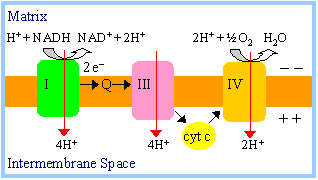 Matrix
H⁺+NADH NAD⁺+2H⁺ 2H⁺+½O₂ H₂O
2e⁻
I Q III IV
− −
+ +
cyt c
4H⁺ 4H⁺ 2H⁺
Intermembrane Space